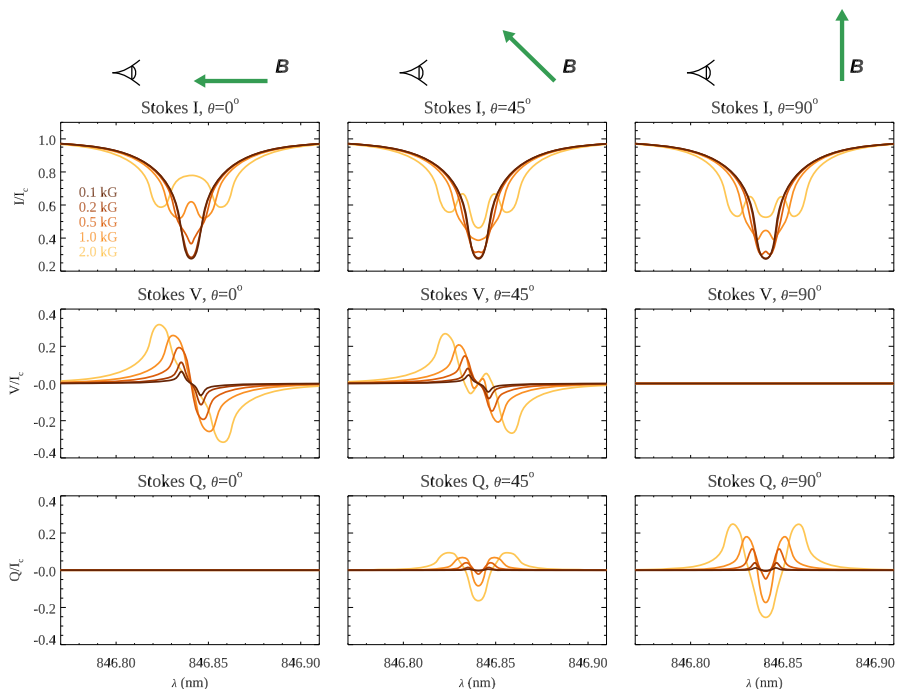 B B B
Stokes I, θ=0° Stokes I, θ=45° Stokes I, θ=90°
1.0
0.8
0.6
0.4
0.2
I/Ic
0.1 kG
0.2 kG
0.5 kG
1.0 kG
2.0 kG
Stokes V, θ=0° Stokes V, θ=45° Stokes V, θ=90°
0.4
0.2
-0.0
-0.2
-0.4
V/Ic
Stokes Q, θ=0° Stokes Q, θ=45° Stokes Q, θ=90°
0.4
0.2
-0.0
-0.2
-0.4
Q/Ic
846.80 846.85 846.90 846.80 846.85 846.90 846.80 846.85 846.90
λ (nm) λ (nm) λ (nm)